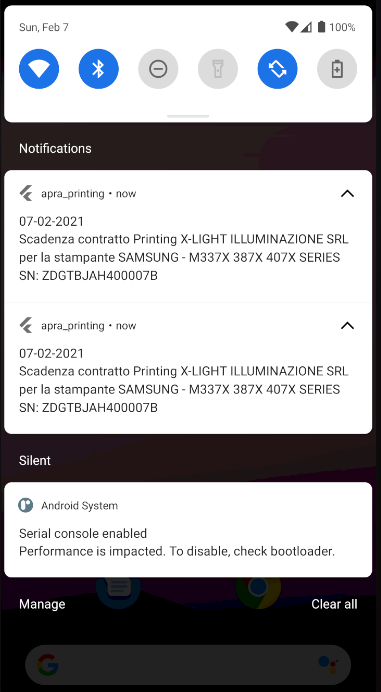 Sun, Feb 7
100%
Notifications
apra_printing • now
07-02-2021
Scadenza contratto Printing X-LIGHT ILLUMINAZIONE SRL
per la stampante SAMSUNG - M337X 387X 407X SERIES
SN: ZDGTBJAH400007B
apra_printing • now
07-02-2021
Scadenza contratto Printing X-LIGHT ILLUMINAZIONE SRL
per la stampante SAMSUNG - M337X 387X 407X SERIES
SN: ZDGTBJAH400007B
Silent
Android System
Serial console enabled
Performance is impacted. To disable, check bootloader.
Manage
Clear all